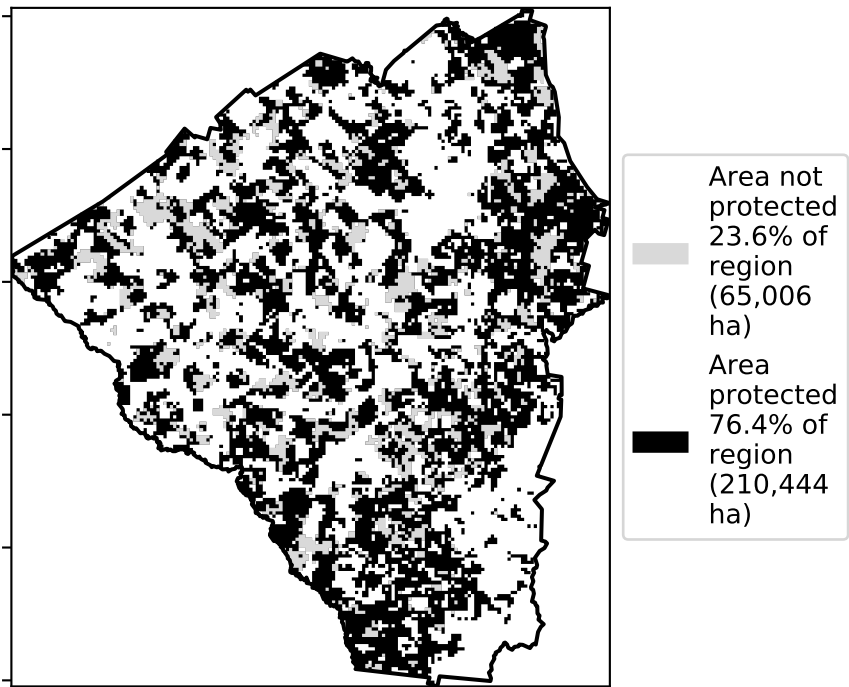 Area not
protected
23.6% of
region
(65,006
ha)
Area
protected
76.4% of
region
(210,444
ha)